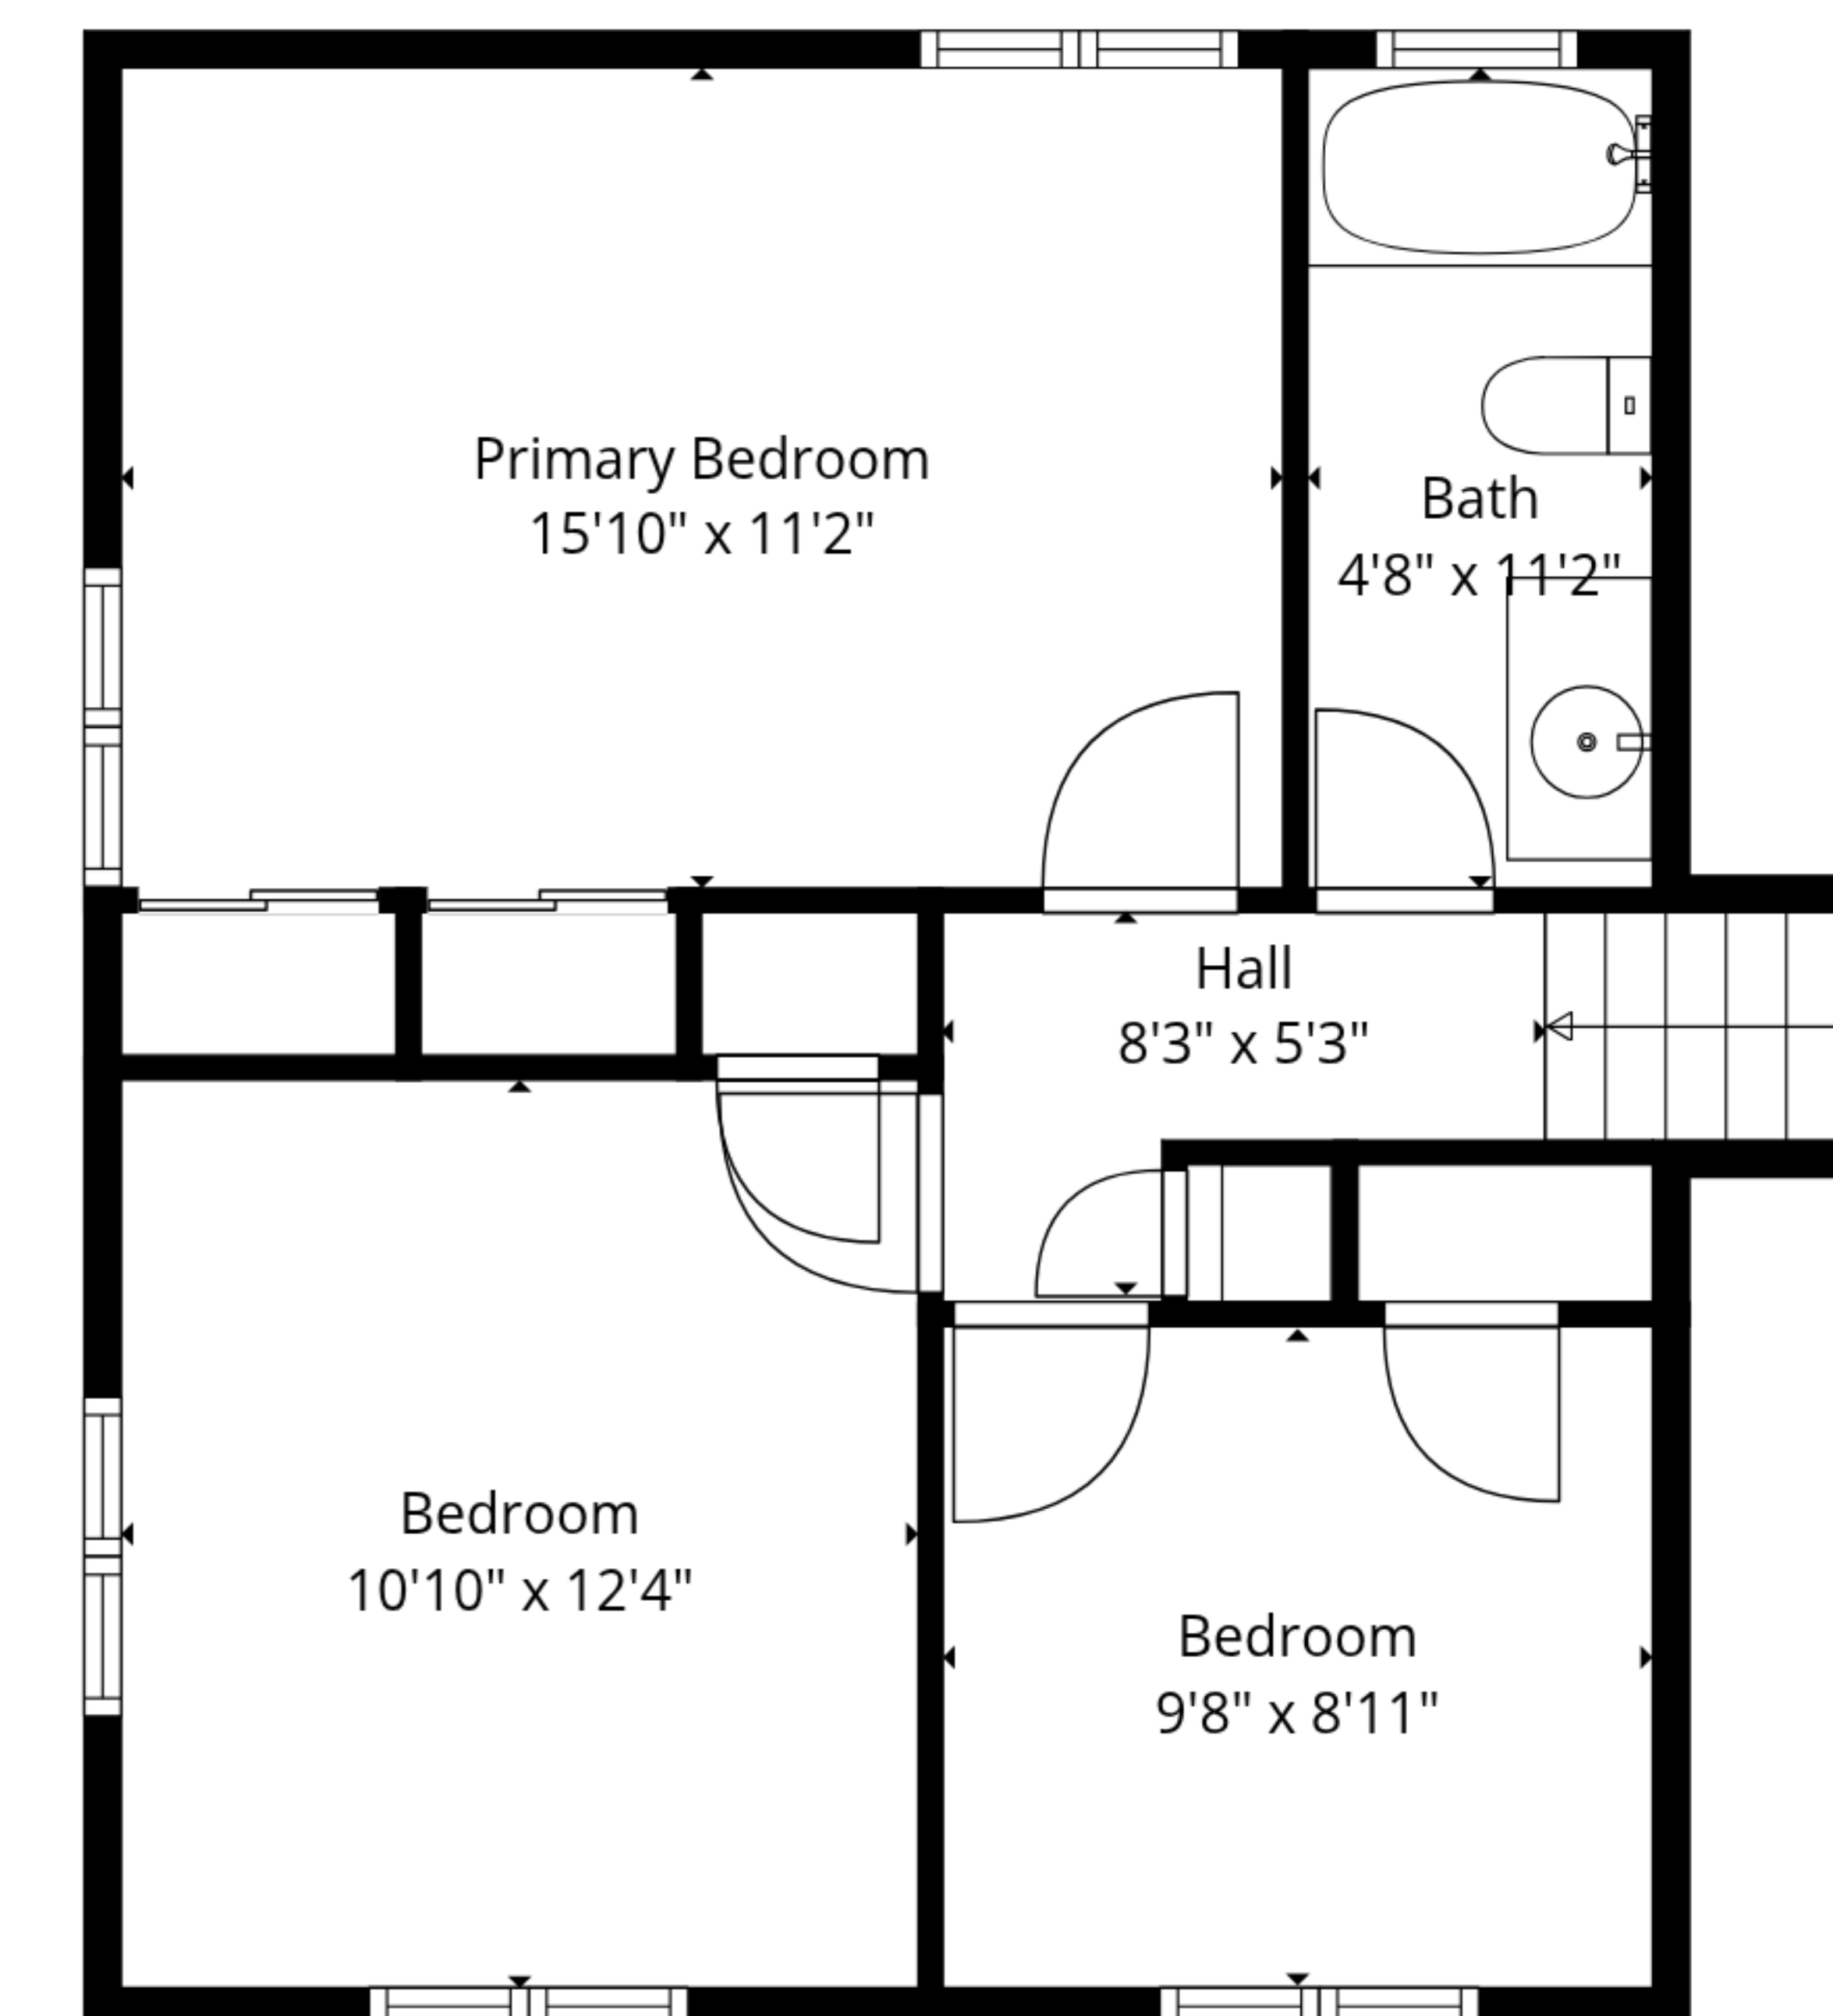 Primary Bedroom
15'10" x 11'2"
Bath
4'8" x 11'2"
Hall
8'3" x 5'3"
Bedroom
10'10" x 12'4"
Bedroom
9'8" x 8'11"